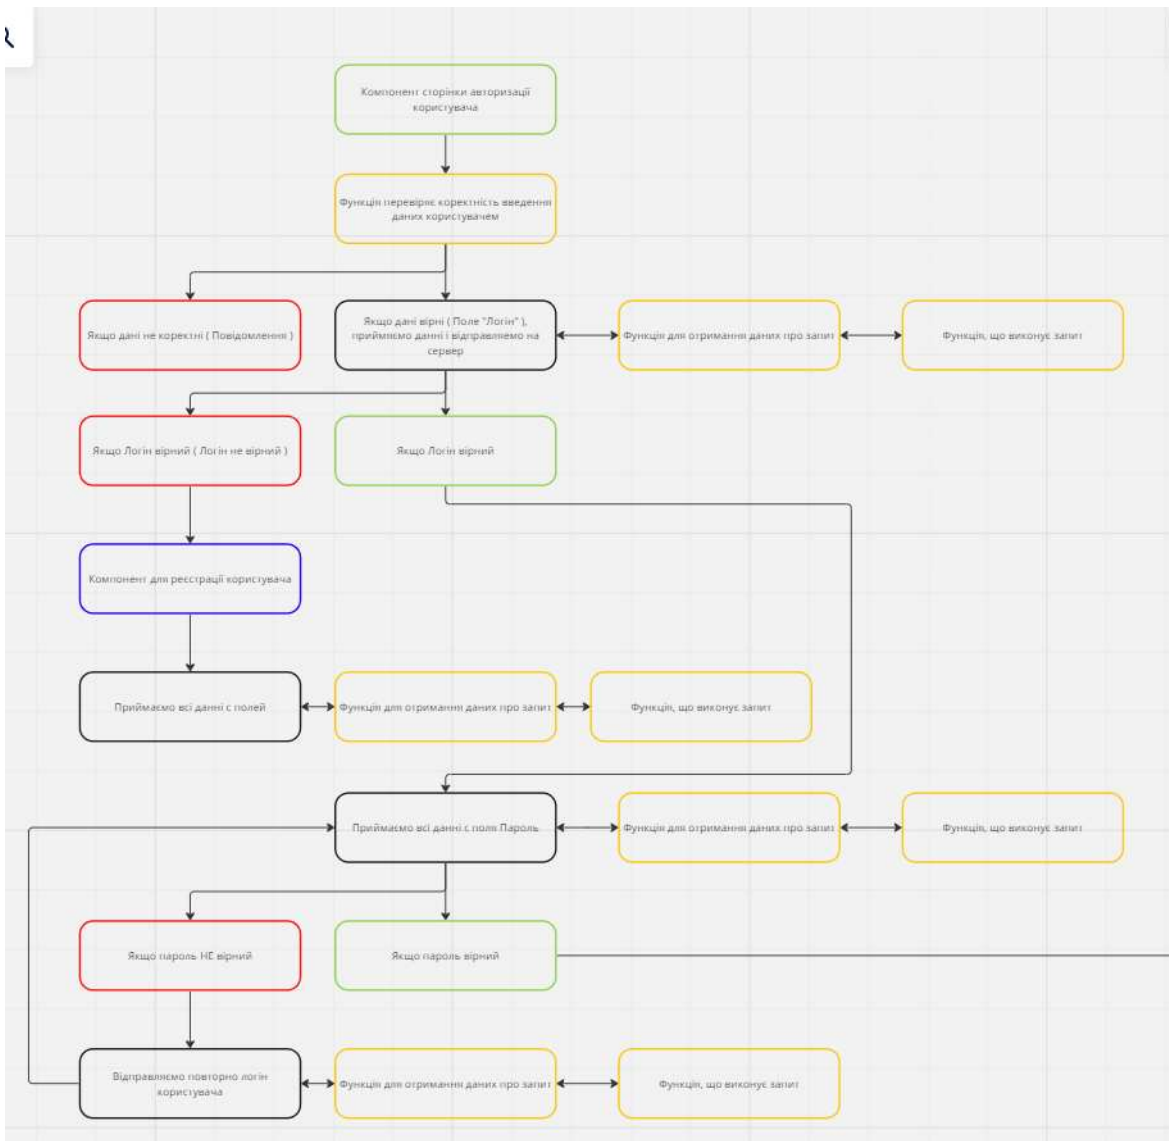 Компонент сторінки авторизації
користувача
Функція перевіряє коректність введення
даних користувачем
Якщо дані не коректні ( Повідомлення )
Якщо дані вірні ( Поле "Логін" ),
приймаємо данні і відправляємо на
сервер
Функція для отримання даних про запит
Функція, що виконує запит
Якщо Логін вірний ( Логін не вірний )
Якщо Логін вірний
Компонент для реєстрації користувача
Приймаємо всі данні с полей
Функція для отримання даних про запит
Функція, що виконує запит
Приймаємо всі данні с поля Пароль
Функція для отримання даних про запит
Функція, що виконує запит
Якщо пароль НЕ вірний
Якщо пароль вірний
Відправляємо повторно логін
користувача
Функція для отримання даних про запит
Функція, що виконує запит